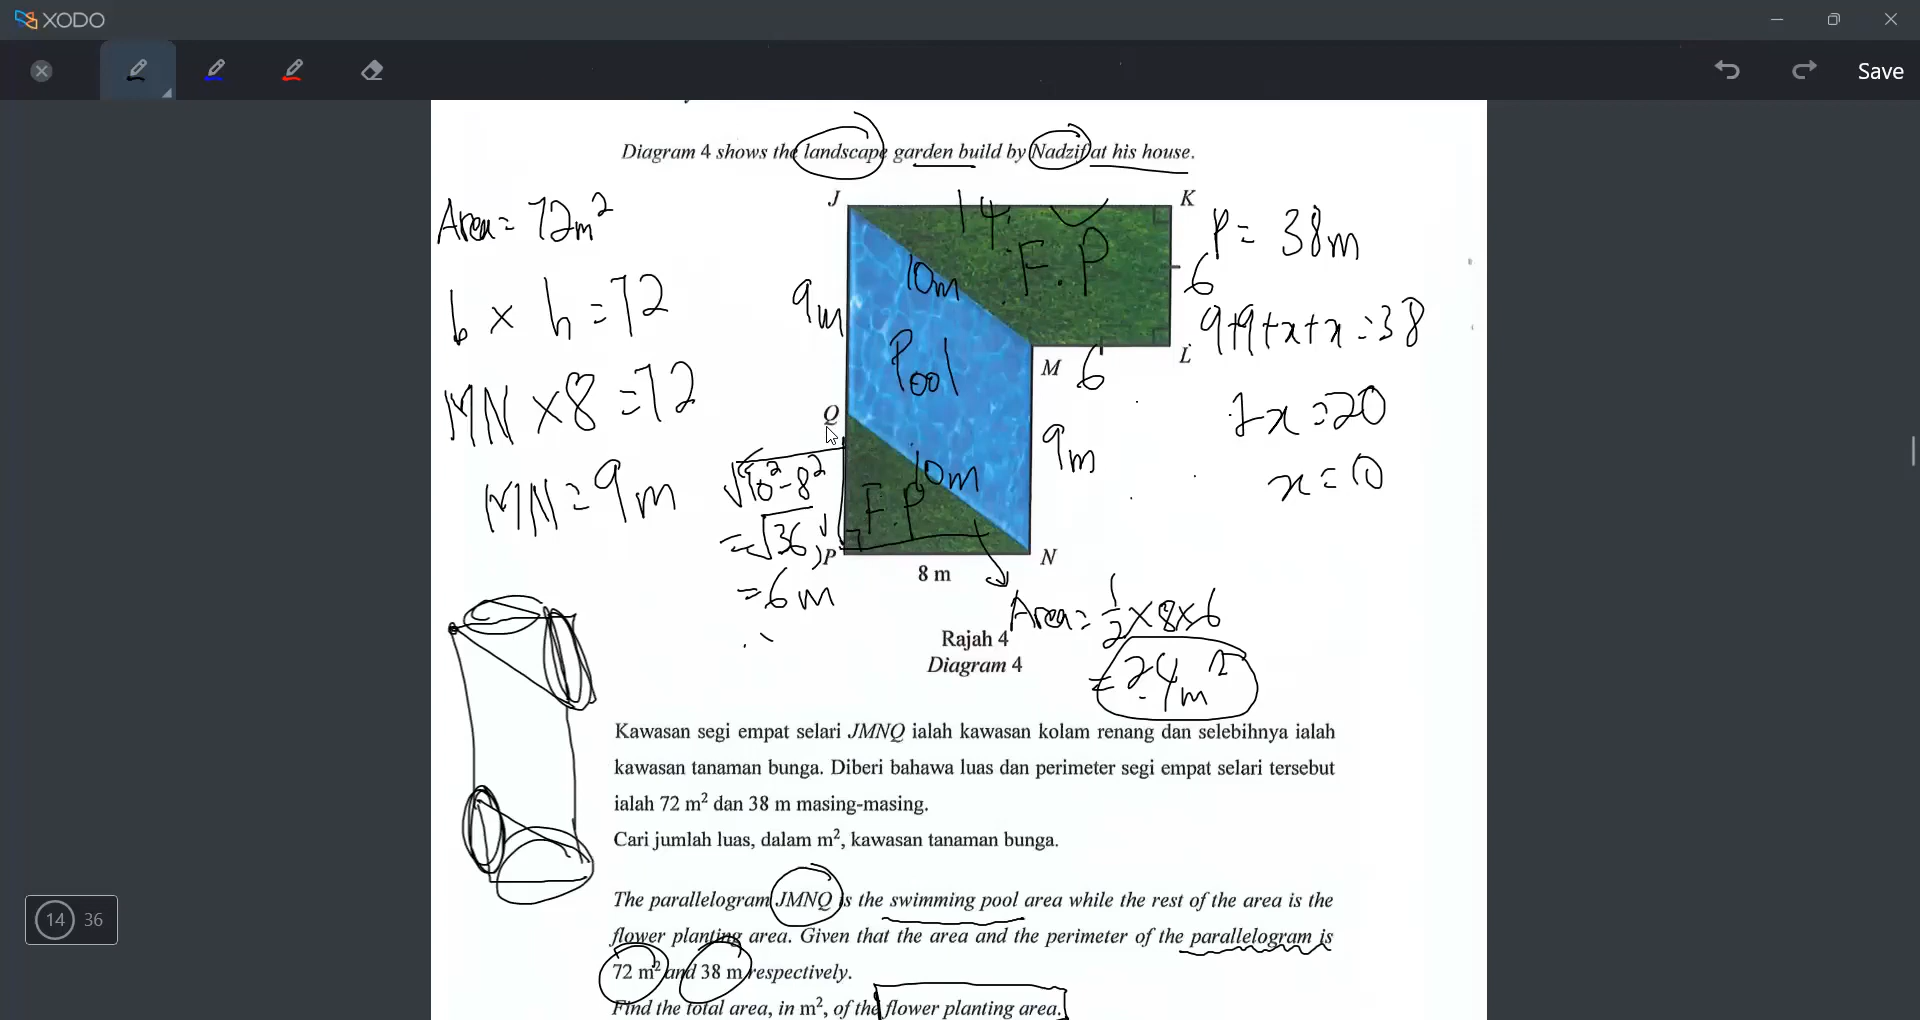 XODO
Save
Diagram 4 shows the landscape garden build by Nadzif at his house.
J
K
14
Area = 72m²
P = 38m
F.P
10m
6
9m
b × h = 72
9+9+x+x=38
L
Pool
M
6
MN × 8 = 72
2x = 20
Q
9m
√10²-8²
10m
x = 10
MN = 9m
F.P
= √36
P
N
8 m
= 6m
Area = 1/2 × 8 × 6
Rajah 4
Diagram 4
= 24m²
Kawasan segi empat selari JMNQ ialah kawasan kolam renang dan selebihnya ialah
kawasan tanaman bunga. Diberi bahawa luas dan perimeter segi empat selari tersebut
ialah 72 m² dan 38 m masing-masing.
Cari jumlah luas, dalam m², kawasan tanaman bunga.
The parallelogram JMNQ is the swimming pool area while the rest of the area is the
flower planting area. Given that the area and the perimeter of the parallelogram is
72 m² and 38 m respectively.
Find the total area, in m², of the flower planting area.
14 36